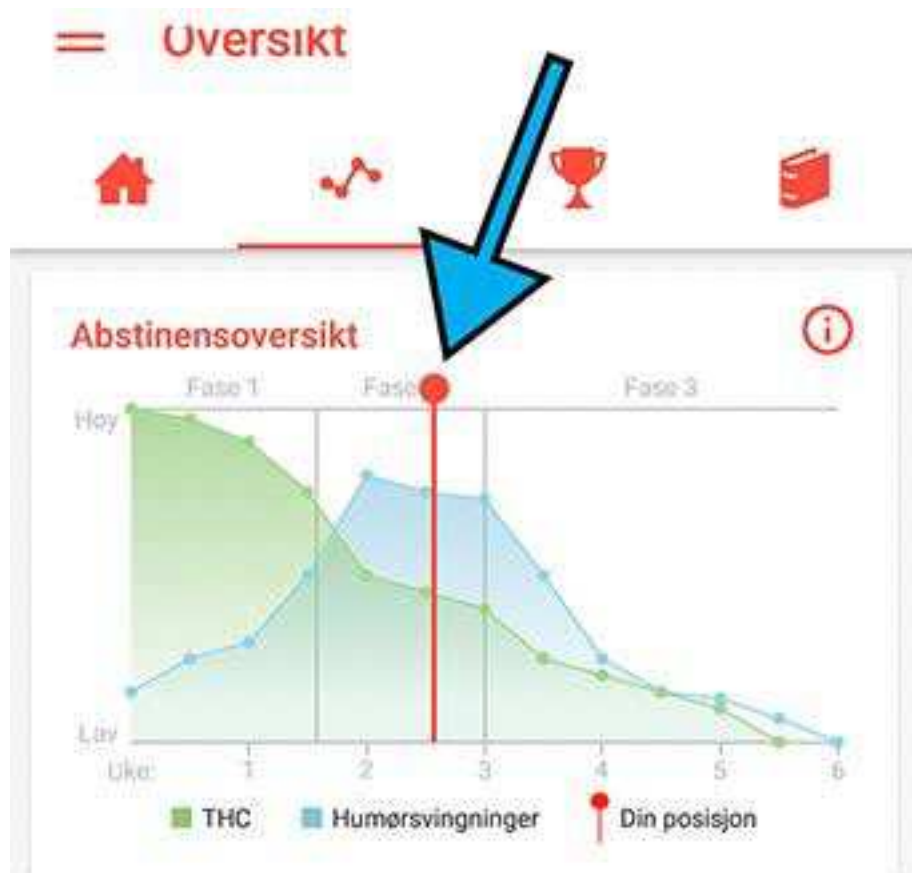 Oversikt
Abstinensoversikt
Fase 1 Fase Fase 3
Høy
Lav
Uke: 1 2 3 4 5 6
THC Humørsvingninger Din posisjon